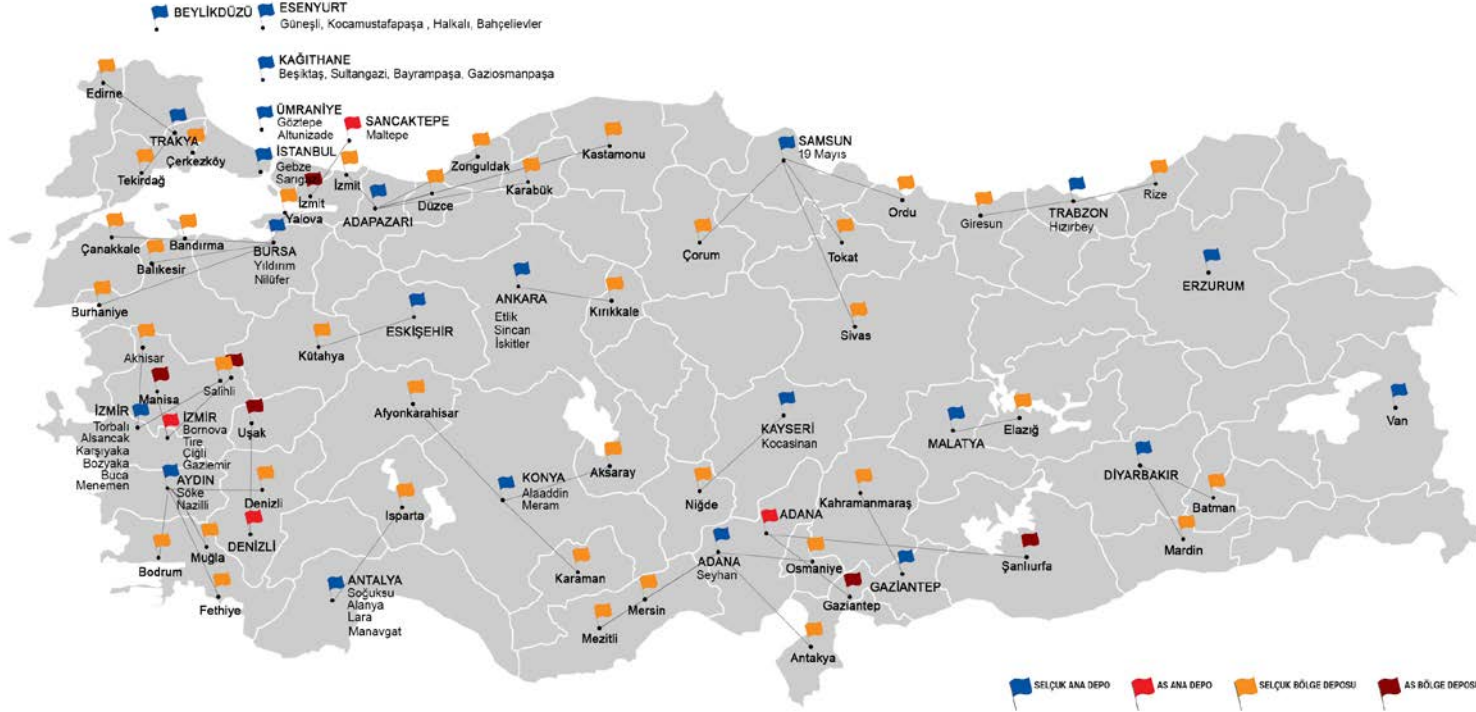 BEYLİKDÜZÜ
ESENYURT
Güneşli, Kocamustafapaşa , Halkalı, Bahçelievler
KAĞITHANE
Beşiktaş, Sultangazi, Bayrampaşa, Gaziosmanpaşa
Edirne
ÜMRANİYE
Göztepe
Altunizade
SANCAKTEPE
Maltepe
TRAKYA
Çerkezköy
Tekirdağ
İSTANBUL
Gebze
İzmit
İzmit
Yalova
ADAPAZARI
Düzce
Zonguldak
Karabük
Kastamonu
SAMSUN
19 Mayıs
Ordu
Giresun
TRABZON
Hızırbey
Rize
Çanakkale
Bandırma
Balıkesir
BURSA
Yıldırım
Nilüfer
Burhaniye
Çorum
Tokat
Sivas
ERZURUM
ANKARA
Etlik
Sincan
İskitler
Kırıkkale
ESKİŞEHİR
Kütahya
Akhisar
Manisa
Salihli
İZMİR
Torbalı
Alsancak
Karşıyaka
Bozyaka
Buca
Menemen
İZMİR
Bornova
Tire
Çiğli
Gaziemir
Uşak
Afyonkarahisar
AYDIN
Söke
Nazilli
Denizli
DENİZLİ
Bodrum
Muğla
Fethiye
Isparta
ANTALYA
Soğuksu
Alanya
Lara
Manavgat
KONYA
Alaaddin
Meram
Aksaray
Karaman
KAYSERİ
Kocasinan
Niğde
MALATYA
Elazığ
Van
DİYARBAKIR
Batman
Mardin
Kahramanmaraş
ADANA
ADANA
Seyhan
Osmaniye
GAZİANTEP
Gaziantep
Şanlıurfa
Mersin
Mezitli
Antakya
SELÇUK ANA DEPO
AS ANA DEPO
SELÇUK BÖLGE DEPOSU
AS BÖLGE DEPOSU